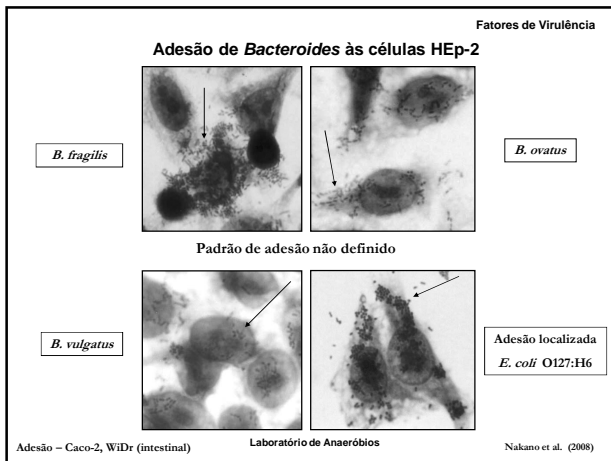 Fatores de Virulência
Adesão de Bacteroides às células HEp-2
B. fragilis
B. ovatus
Padrão de adesão não definido
B. vulgatus
Adesão localizada
E. coli O127:H6
Adesão – Caco-2, WiDr (intestinal)
Laboratório de Anaeróbios
Nakano et al. (2008)